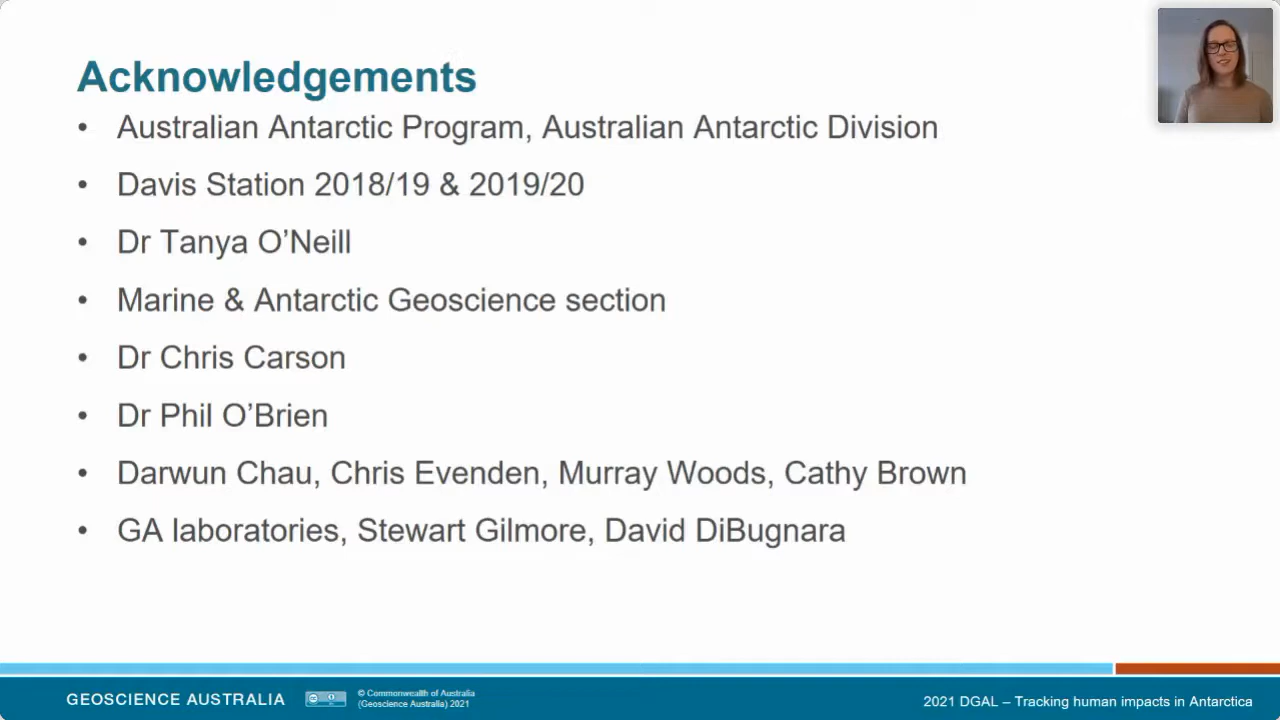 Acknowledgements
• Australian Antarctic Program, Australian Antarctic Division
• Davis Station 2018/19 & 2019/20
• Dr Tanya O’Neill
• Marine & Antarctic Geoscience section
• Dr Chris Carson
• Dr Phil O’Brien
• Darwun Chau, Chris Evenden, Murray Woods, Cathy Brown
• GA laboratories, Stewart Gilmore, David DiBugnara
GEOSCIENCE AUSTRALIA
© Commonwealth of Australia
(Geoscience Australia) 2021
2021 DGAL – Tracking human impacts in Antarctica